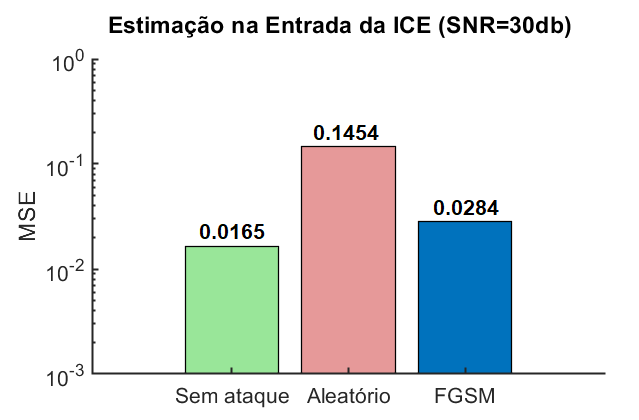 Estimação na Entrada da ICE (SNR=30db)
10^0
10^-1
10^-2
10^-3
MSE
0.0165
0.1454
0.0284
Sem ataque
Aleatório
FGSM